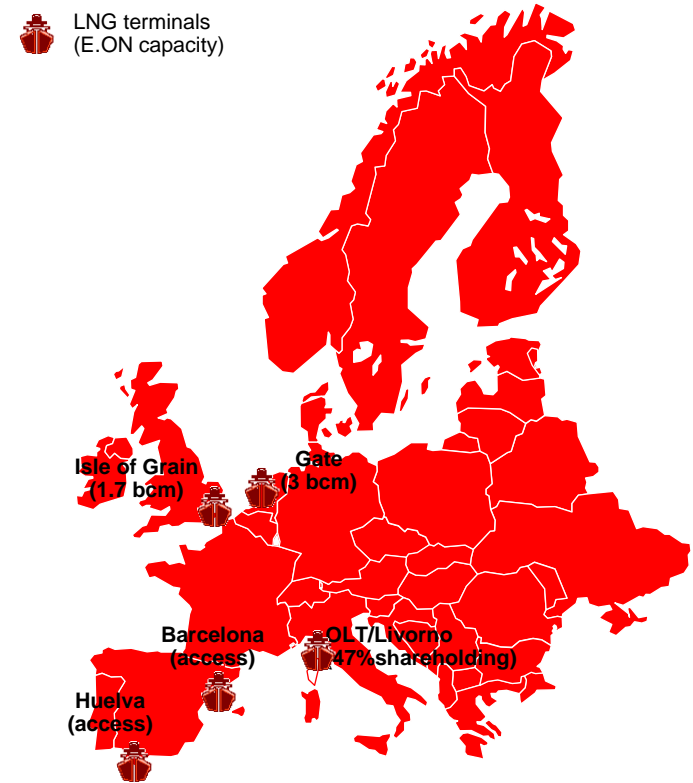 LNG terminals
(E.ON capacity)
Isle of Grain
(1.7 bcm)
Gate
(3 bcm)
Barcelona
(access)
OLT/Livorno
47%shareholding)
Huelva
(access)